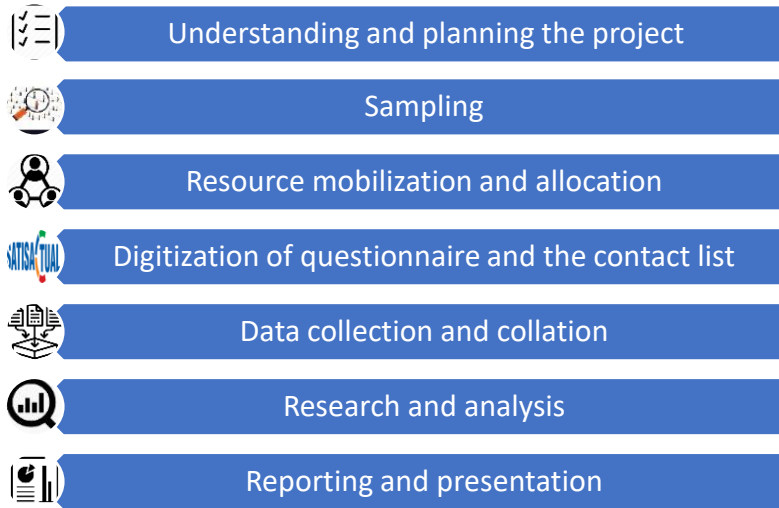 Understanding and planning the project
Sampling
Resource mobilization and allocation
SATISACTUAL
Digitization of questionnaire and the contact list
Data collection and collation
Research and analysis
Reporting and presentation